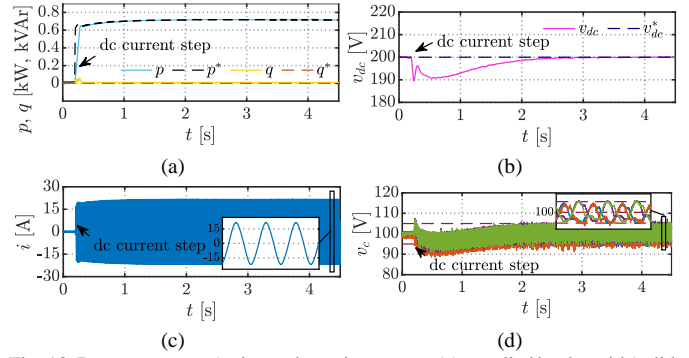 0.8
0.6
0.4
0.2
0
p, q [kW, kVAr]
dc current step
p p* q q*
0 1 2 3 4
t [s]
(a)
220
210
200
190
180
v_dc [V]
dc current step
v_dc v*_dc
0 1 2 3 4
t [s]
(b)
30
15
0
-15
-30
i [A]
dc current step
15
0
-15
0 1 2 3 4
t [s]
(c)
120
110
100
90
80
v_c [V]
100
dc current step
0 1 2 3 4
t [s]
(d)